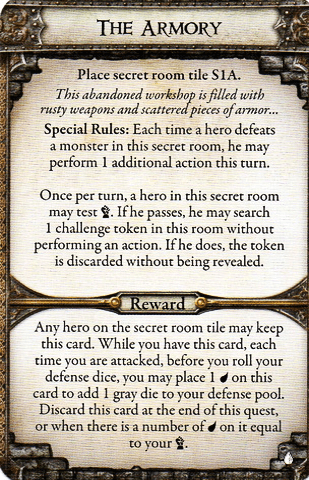 The Armory
Place secret room tile S1A.
This abandoned workshop is filled with
rusty weapons and scattered pieces of armor...
Special Rules: Each time a hero defeats
a monster in this secret room, he may
perform 1 additional action this turn.
Once per turn, a hero in this secret room
may test . If he passes, he may search
1 challenge token in this room without
performing an action. If he does, the token
is discarded without being revealed.
Reward
Any hero on the secret room tile may keep
this card. While you have this card, each
time you are attacked, before you roll your
defense dice, you may place 1 on this
card to add 1 gray die to your defense pool.
Discard this card at the end of this quest,
or when there is a number of on it equal
to your .